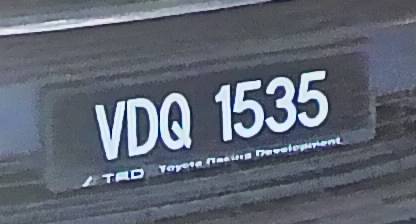 VDQ 1535
TRD Toyota Racing Development